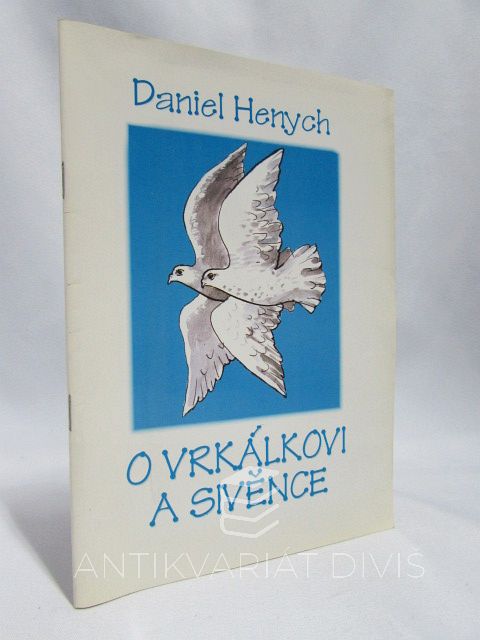 Daniel Henych
O VRKÁLKOVI
A SIVĚNCE
ANTIKVARIÁT DIVIŠ